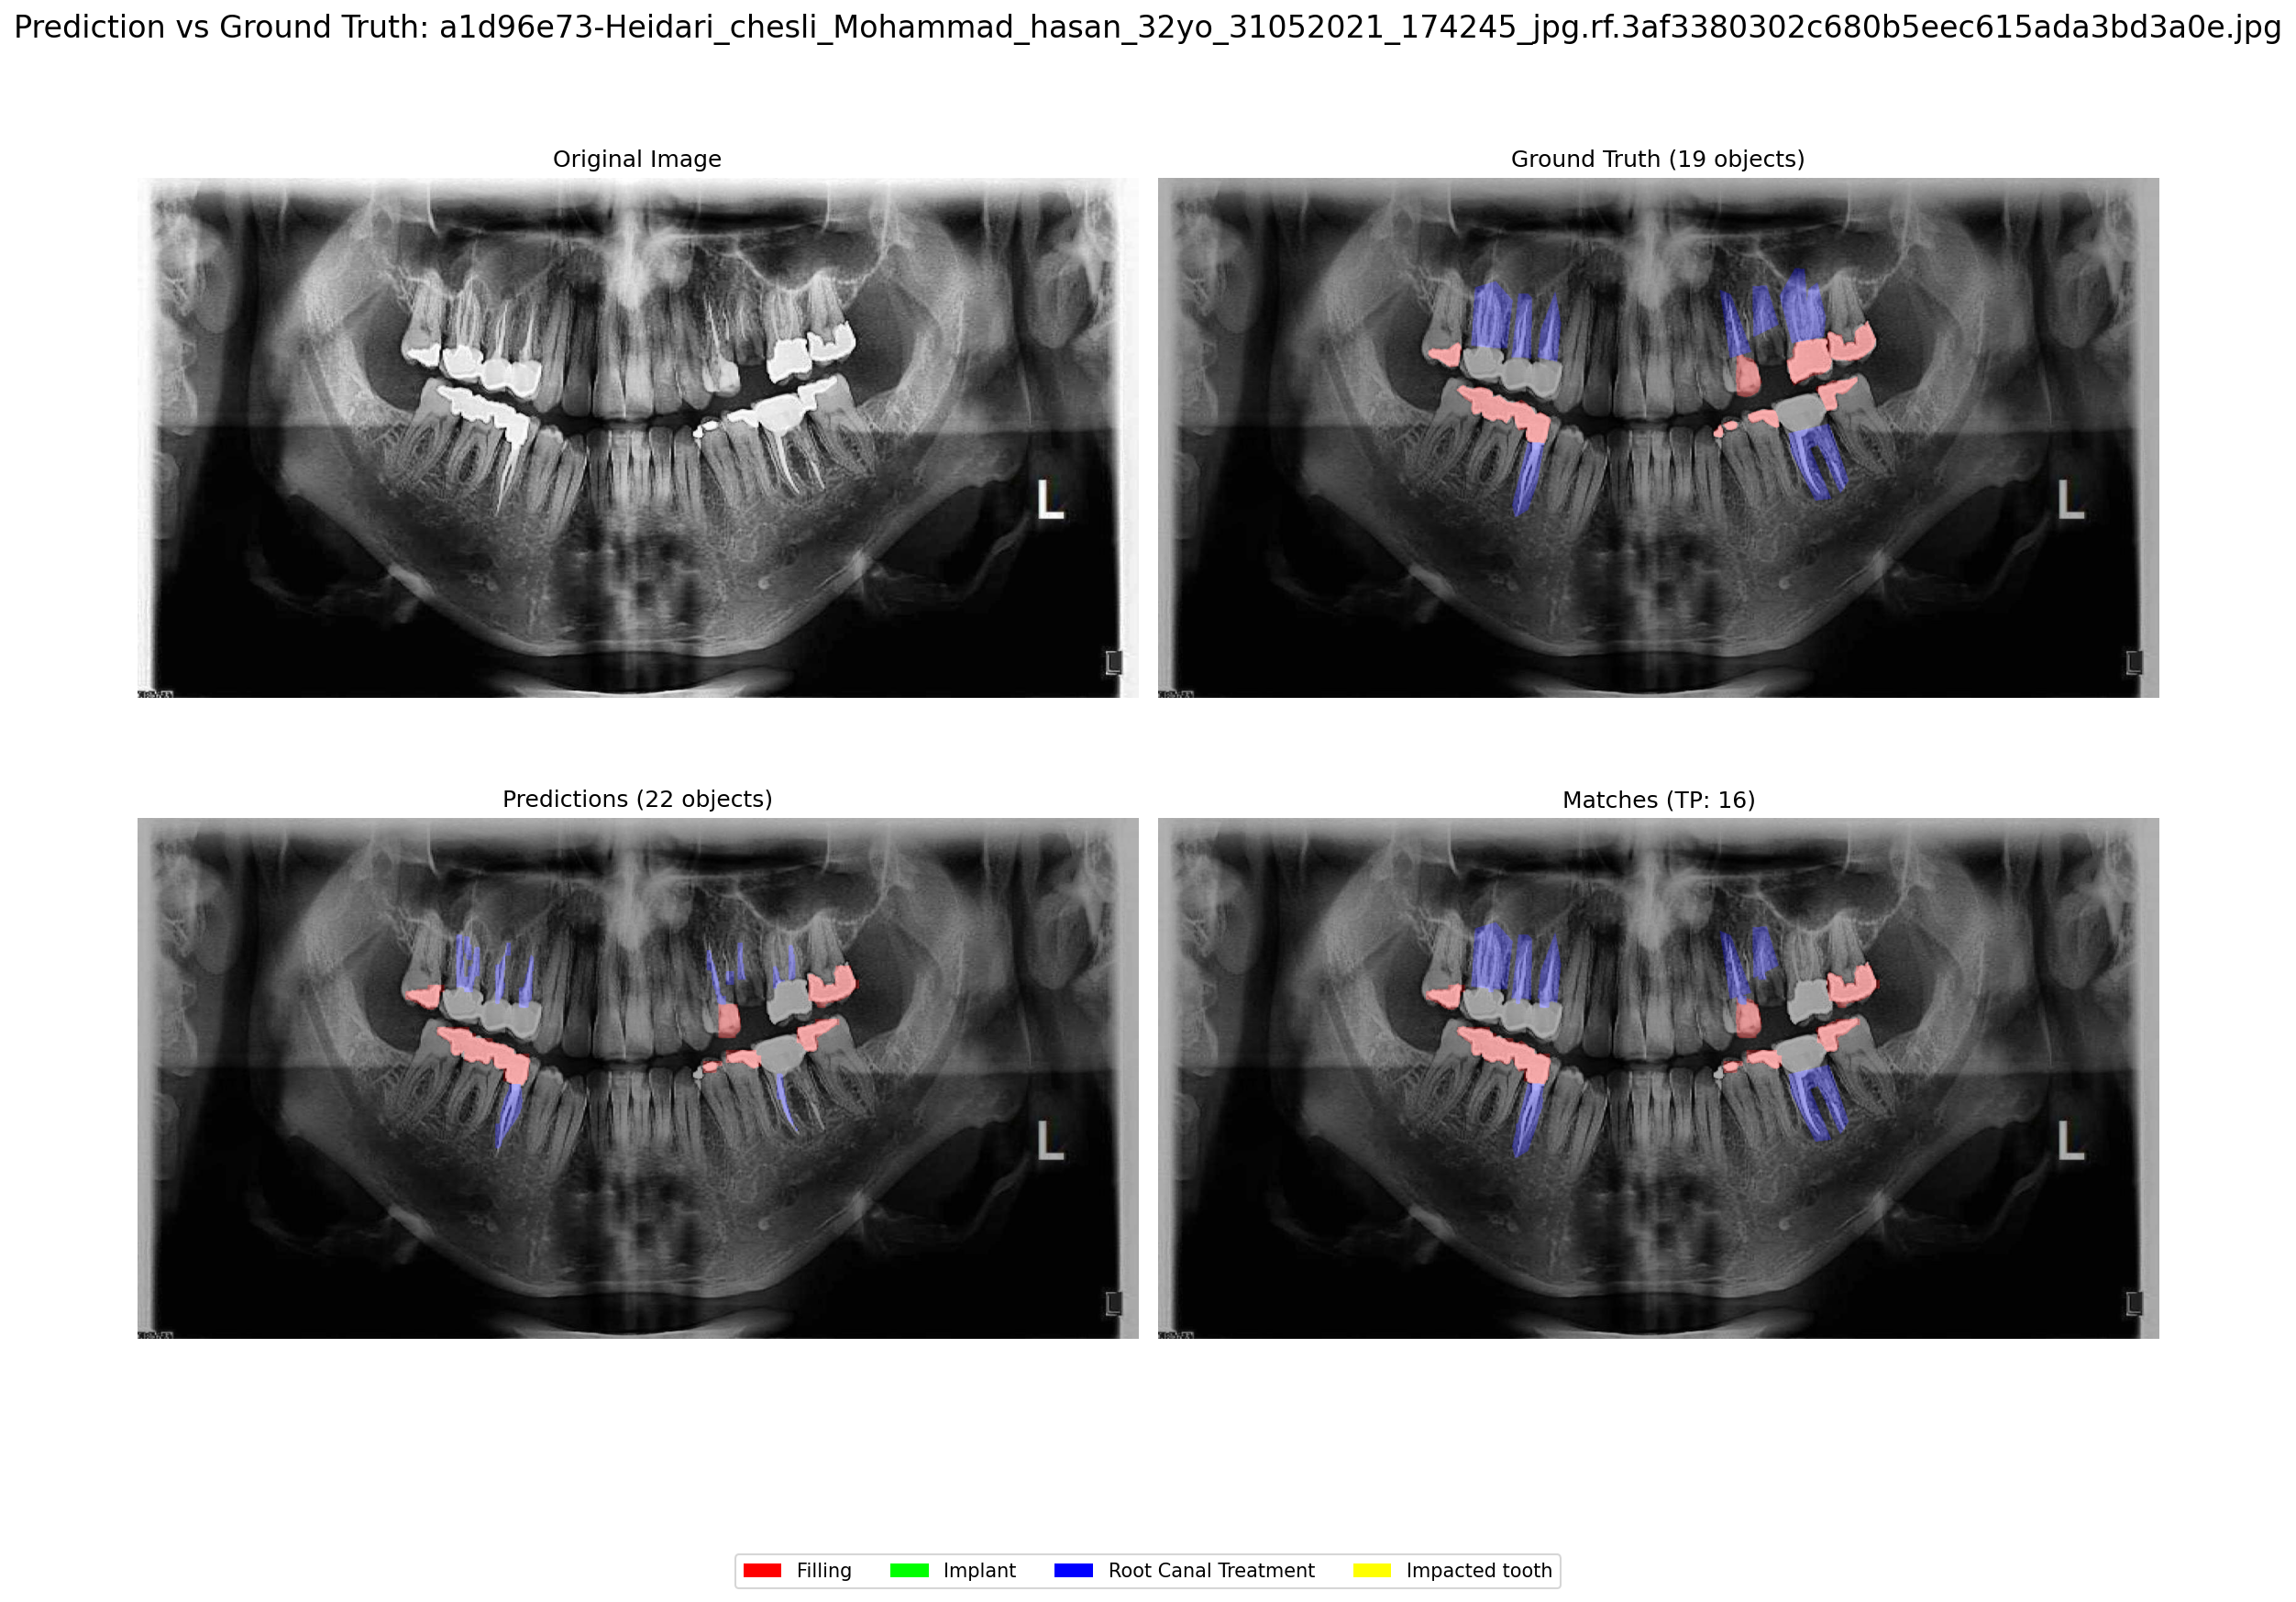 Prediction vs Ground Truth: a1d96e73-Heidari_chesli_Mohammad_hasan_32yo_31052021_174245_jpg.rf.3af3380302c680b5eec615ada3bd3a0e.jpg
Original Image
Ground Truth (19 objects)
L
L
Predictions (22 objects)
Matches (TP: 16)
L
L
Filling
Implant
Root Canal Treatment
Impacted tooth